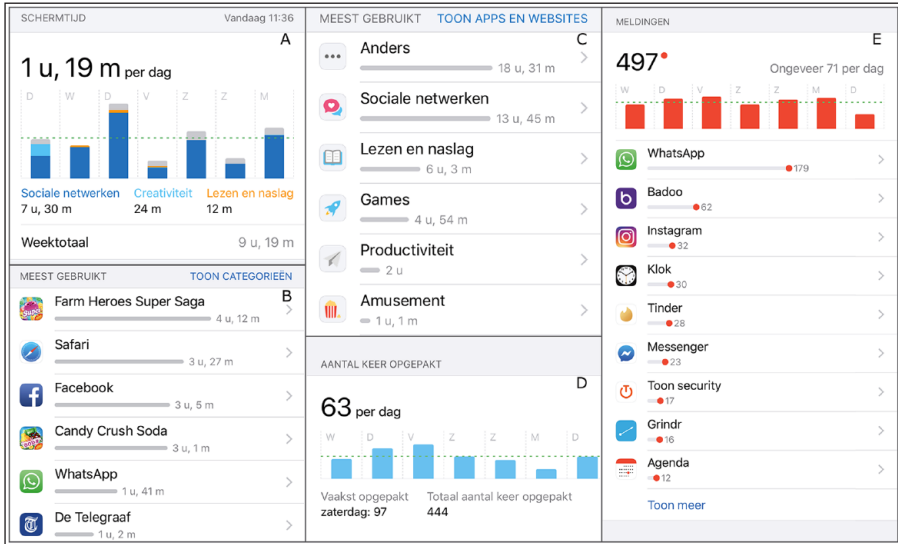 SCHERMTIJD Vandaag 11:36
A
1 u, 19 m per dag
D W D V Z Z M
Sociale netwerken Creativiteit Lezen en naslag
7 u, 30 m 24 m 12 m
Weektotaal 9 u, 19 m
MEEST GEBRUIKT TOON CATEGORIEËN
B
Farm Heroes Super Saga
4 u, 12 m
Safari
3 u, 27 m
Facebook
3 u, 5 m
Candy Crush Soda
3 u, 1 m
WhatsApp
1 u, 41 m
De Telegraaf
1 u, 2 m
MEEST GEBRUIKT TOON APPS EN WEBSITES
C
Anders
18 u, 31 m
Sociale netwerken
13 u, 45 m
Lezen en naslag
6 u, 3 m
Games
4 u, 54 m
Productiviteit
2 u
Amusement
1 u, 1 m
AANTAL KEER OPGEPAKT
D
63 per dag
W D V Z Z M D
Vaakst opgepakt Totaal aantal keer opgepakt
zaterdag: 97 444
MELDINGEN
E
497
Ongeveer 71 per dag
W D V Z Z M D
WhatsApp
179
Badoo
62
Instagram
32
Klok
30
Tinder
28
Messenger
23
Toon security
17
Grindr
16
Agenda
12
Toon meer